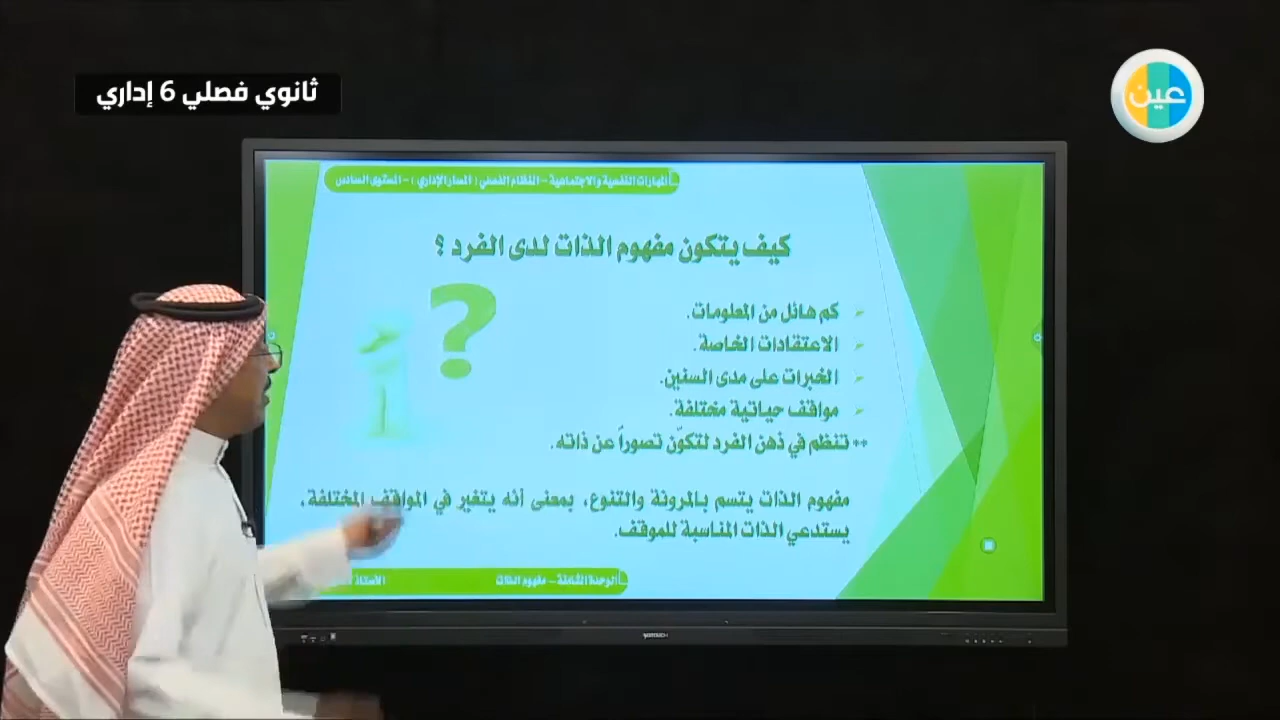 ثانوي فصلي 6 إداري
عين
المهارات النفسية والاجتماعية – النظام الفصلي ( المسار الإداري ) – المستوى السادس
كيف يتكون مفهوم الذات لدى الفرد ؟
?
كم هائل من المعلومات.
الاعتقادات الخاصة.
الخبرات على مدى السنين.
مواقف حياتية مختلفة.
** تنظم في ذهن الفرد لتكوّن تصوراً عن ذاته.
مفهوم الذات يتسم بالمرونة والتنوع، بمعنى أنه يتغير في المواقف المختلفة،
يستدعي الذات المناسبة للموقف.
الوحدة الثامنة – مفهوم الذات
الأستاذ